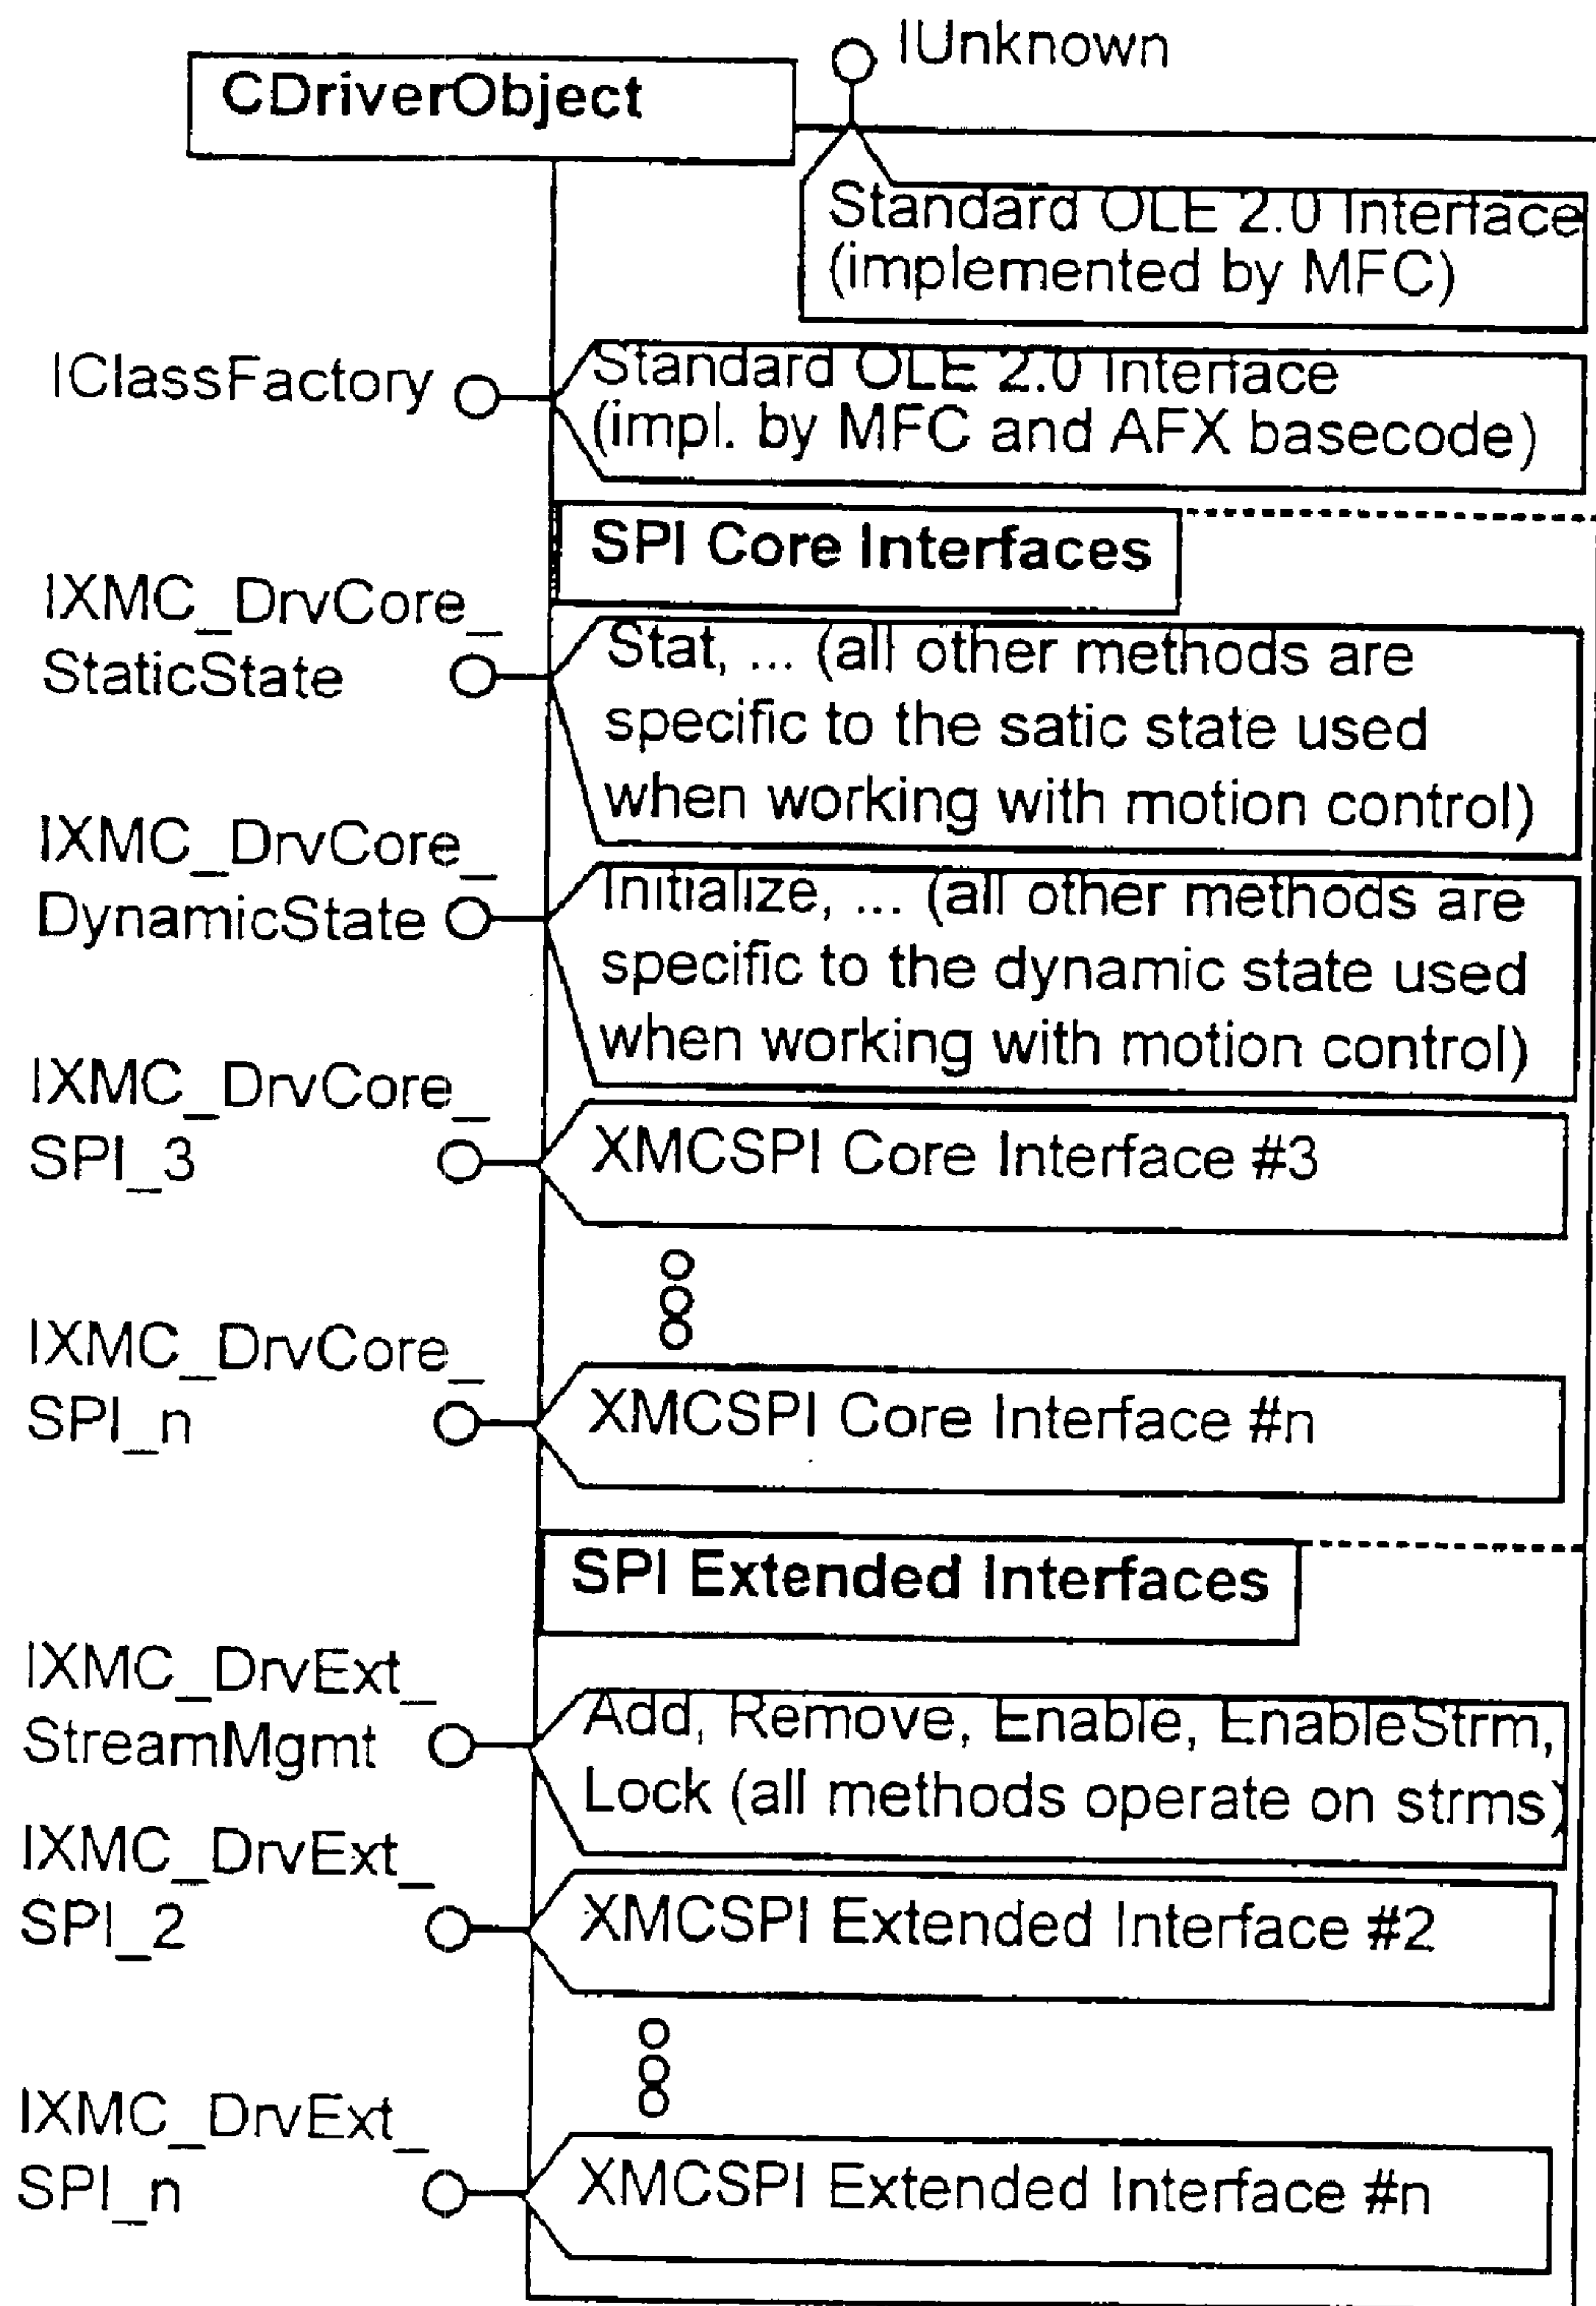 IUnknown
CDriverObject
Standard OLE 2.0 Interface
(implemented by MFC)
IClassFactory
Standard OLE 2.0 Interface
(impl. by MFC and AFX basecode)
SPI Core Interfaces
IXMC_DrvCore_
StaticState
Stat, ... (all other methods are
specific to the satic state used
when working with motion control)
IXMC_DrvCore_
DynamicState
Initialize, ... (all other methods are
specific to the dynamic state used
when working with motion control)
IXMC_DrvCore_
SPI_3
XMCSPI Core Interface #3
IXMC_DrvCore_
SPI_n
XMCSPI Core Interface #n
SPI Extended Interfaces
IXMC_DrvExt_
StreamMgmt
Add, Remove, Enable, EnableStrm,
Lock (all methods operate on strms)
IXMC_DrvExt_
SPI_2
XMCSPI Extended Interface #2
IXMC_DrvExt_
SPI_n
XMCSPI Extended Interface #n